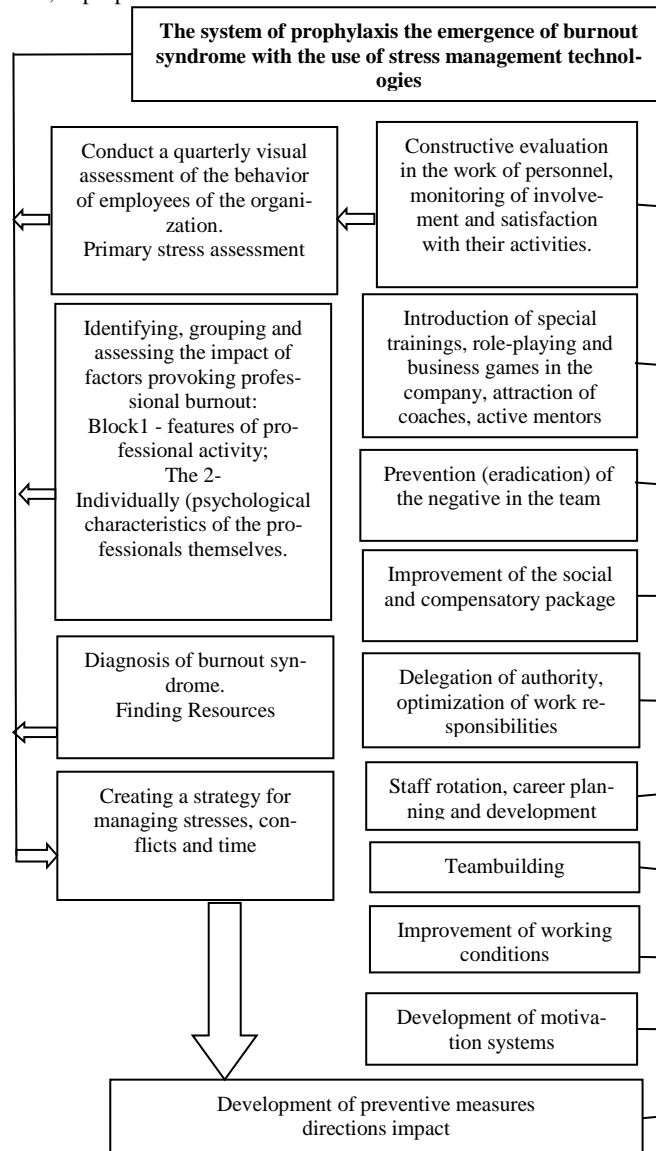 The system of prophylaxis the emergence of burnout
syndrome with the use of stress management technol-
ogies
Conduct a quarterly visual
assessment of the behavior
of employees of the organi-
zation.
Primary stress assessment
Constructive evaluation
in the work of personnel,
monitoring of involve-
ment and satisfaction
with their activities.
Identifying, grouping and
assessing the impact of
factors provoking profes-
sional burnout:
Block1 - features of pro-
fessional activity;
The 2-
Individually (psychological
characteristics of the pro-
fessionals themselves.
Introduction of special
trainings, role-playing and
business games in the
company, attraction of
coaches, active mentors
Prevention (eradication) of
the negative in the team
Improvement of the social
and compensatory package
Diagnosis of burnout syn-
drome.
Finding Resources
Delegation of authority,
optimization of work re-
sponsibilities
Creating a strategy for
managing stresses, con-
flicts and time
Staff rotation, career plan-
ning and development
Teambuilding
Improvement of working
conditions
Development of motiva-
tion systems
Development of preventive measures
directions impact